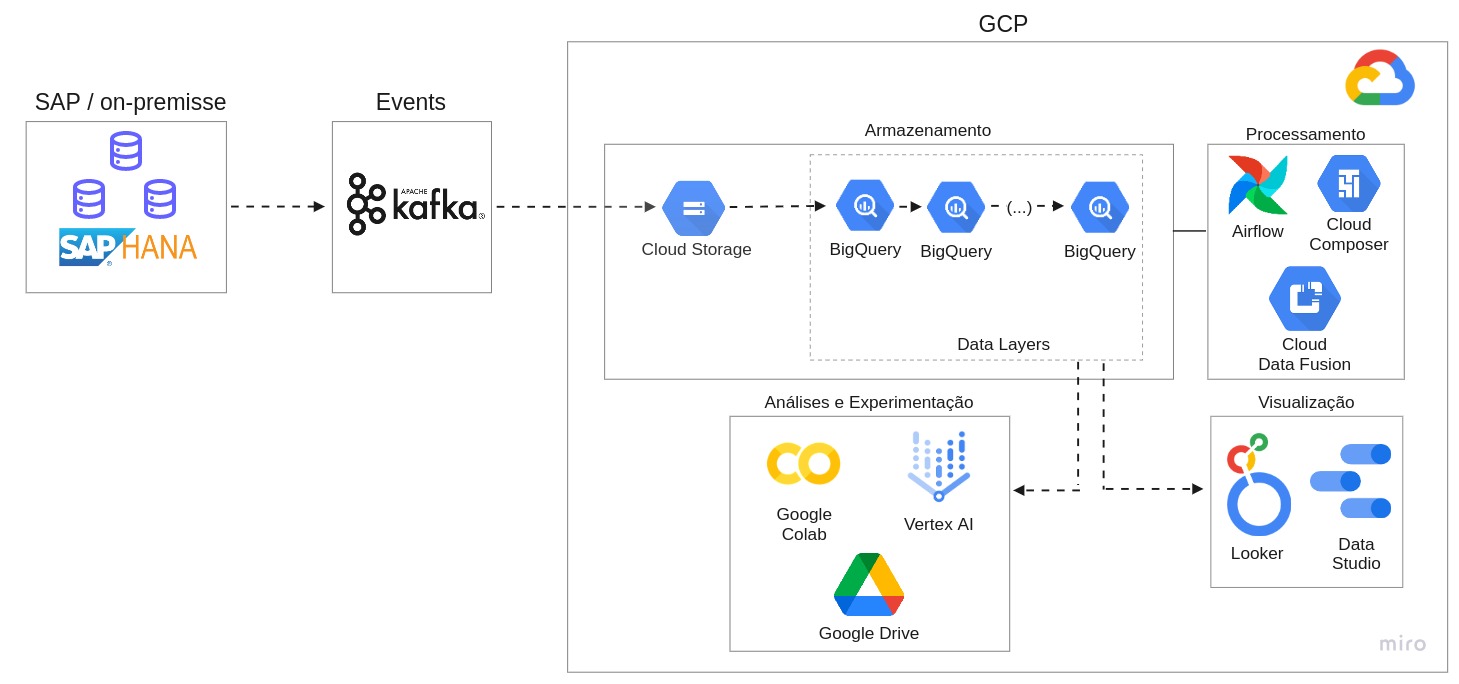 GCP
SAP / on-premisse
Events
SAP HANA
®
APACHE
kafka®
Armazenamento
Cloud Storage
BigQuery
BigQuery
(...)
BigQuery
Data Layers
Processamento
Airflow
Cloud
Composer
Cloud
Data Fusion
Análises e Experimentação
Google
Colab
Vertex AI
Google Drive
Visualização
Looker
Data
Studio
miro